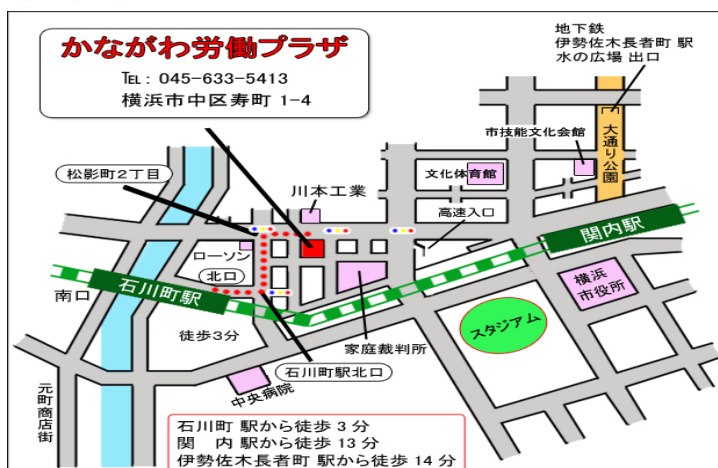 かながわ労働プラザ
℡: 045-633-5413
横浜市中区寿町 1-4
地下鉄
伊勢佐木長者町 駅
水の広場 出口
大通り公園
市技能文化会館
文化体育館
松影町2丁目
川本工業
高速入口
関内駅
ローソン
北口
石川町駅
南口
横浜
市役所
スタジアム
徒歩3分
家庭裁判所
石川町駅北口
中央病院
元町商店街
石川町 駅から徒歩 3 分
関 内 駅から徒歩 13 分
伊勢佐木長者町 駅から徒歩 14 分